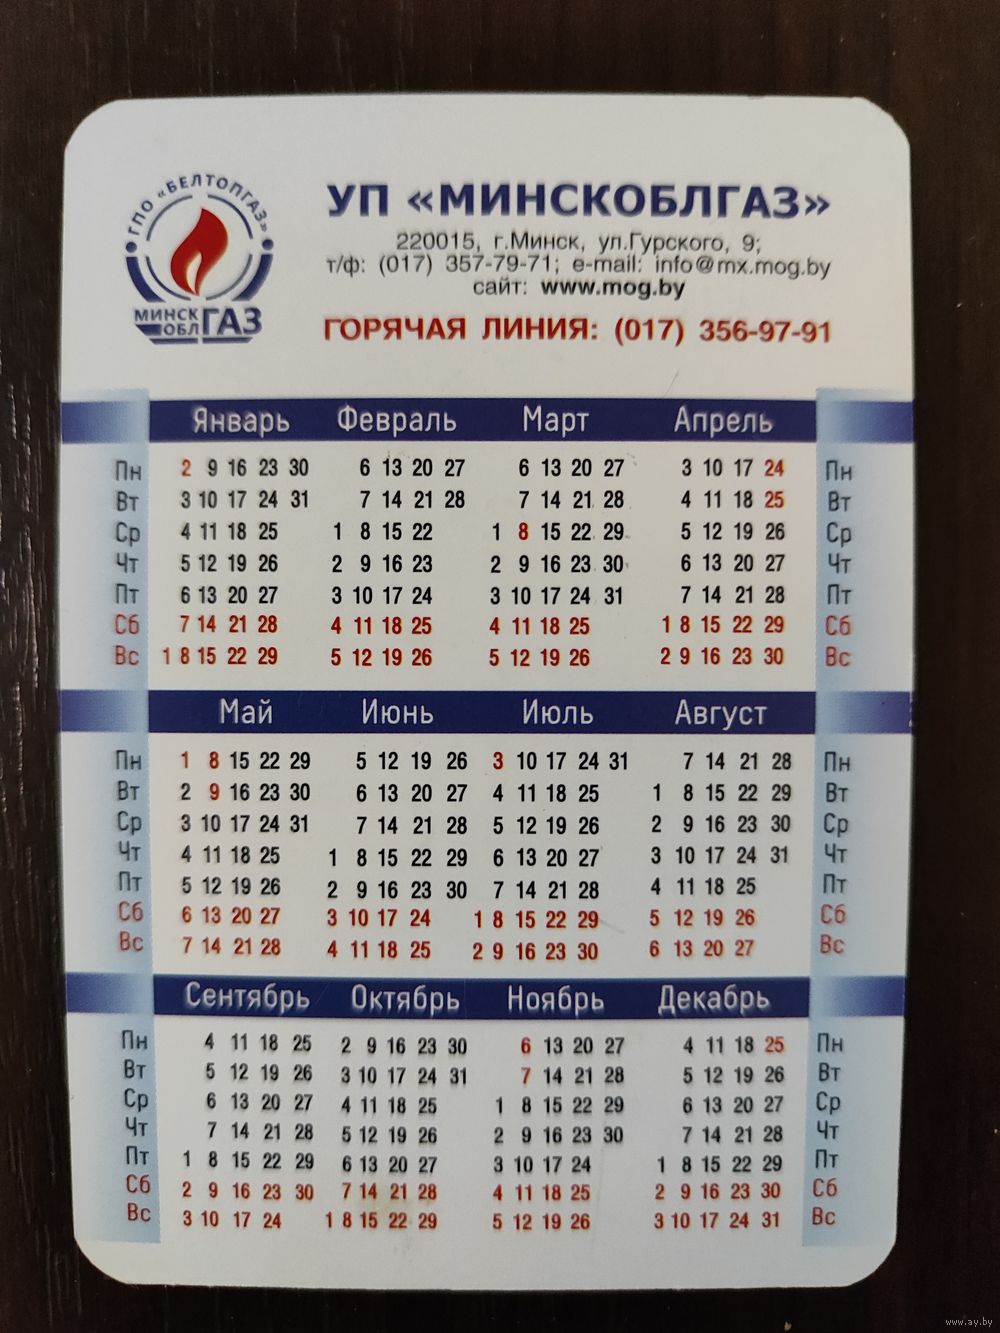 ГПО «БЕЛТОПГАЗ»
МИНСК
ОБЛ ГАЗ
УП «МИНСКОБЛГАЗ»
220015, г.Минск, ул.Гурского, 9;
т/ф: (017) 357-79-71; e-mail: info@mx.mog.by
сайт: www.mog.by
ГОРЯЧАЯ ЛИНИЯ: (017) 356-97-91
Январь Февраль Март Апрель
Пн 2 9 16 23 30 6 13 20 27 6 13 20 27 3 10 17 24 Пн
Вт 3 10 17 24 31 7 14 21 28 7 14 21 28 4 11 18 25 Вт
Ср 4 11 18 25 1 8 15 22 1 8 15 22 29 5 12 19 26 Ср
Чт 5 12 19 26 2 9 16 23 2 9 16 23 30 6 13 20 27 Чт
Пт 6 13 20 27 3 10 17 24 3 10 17 24 31 7 14 21 28 Пт
Сб 7 14 21 28 4 11 18 25 4 11 18 25 1 8 15 22 29 Сб
Вс 1 8 15 22 29 5 12 19 26 5 12 19 26 2 9 16 23 30 Вс
Май Июнь Июль Август
Пн 1 8 15 22 29 5 12 19 26 3 10 17 24 31 7 14 21 28 Пн
Вт 2 9 16 23 30 6 13 20 27 4 11 18 25 1 8 15 22 29 Вт
Ср 3 10 17 24 31 7 14 21 28 5 12 19 26 2 9 16 23 30 Ср
Чт 4 11 18 25 1 8 15 22 29 6 13 20 27 3 10 17 24 31 Чт
Пт 5 12 19 26 2 9 16 23 30 7 14 21 28 4 11 18 25 Пт
Сб 6 13 20 27 3 10 17 24 1 8 15 22 29 5 12 19 26 Сб
Вс 7 14 21 28 4 11 18 25 2 9 16 23 30 6 13 20 27 Вс
Сентябрь Октябрь Ноябрь Декабрь
Пн 4 11 18 25 2 9 16 23 30 6 13 20 27 4 11 18 25 Пн
Вт 5 12 19 26 3 10 17 24 31 7 14 21 28 5 12 19 26 Вт
Ср 6 13 20 27 4 11 18 25 1 8 15 22 29 6 13 20 27 Ср
Чт 7 14 21 28 5 12 19 26 2 9 16 23 30 7 14 21 28 Чт
Пт 1 8 15 22 29 6 13 20 27 3 10 17 24 1 8 15 22 29 Пт
Сб 2 9 16 23 30 7 14 21 28 4 11 18 25 2 9 16 23 30 Сб
Вс 3 10 17 24 1 8 15 22 29 5 12 19 26 3 10 17 24 31 Вс
www.ay.by